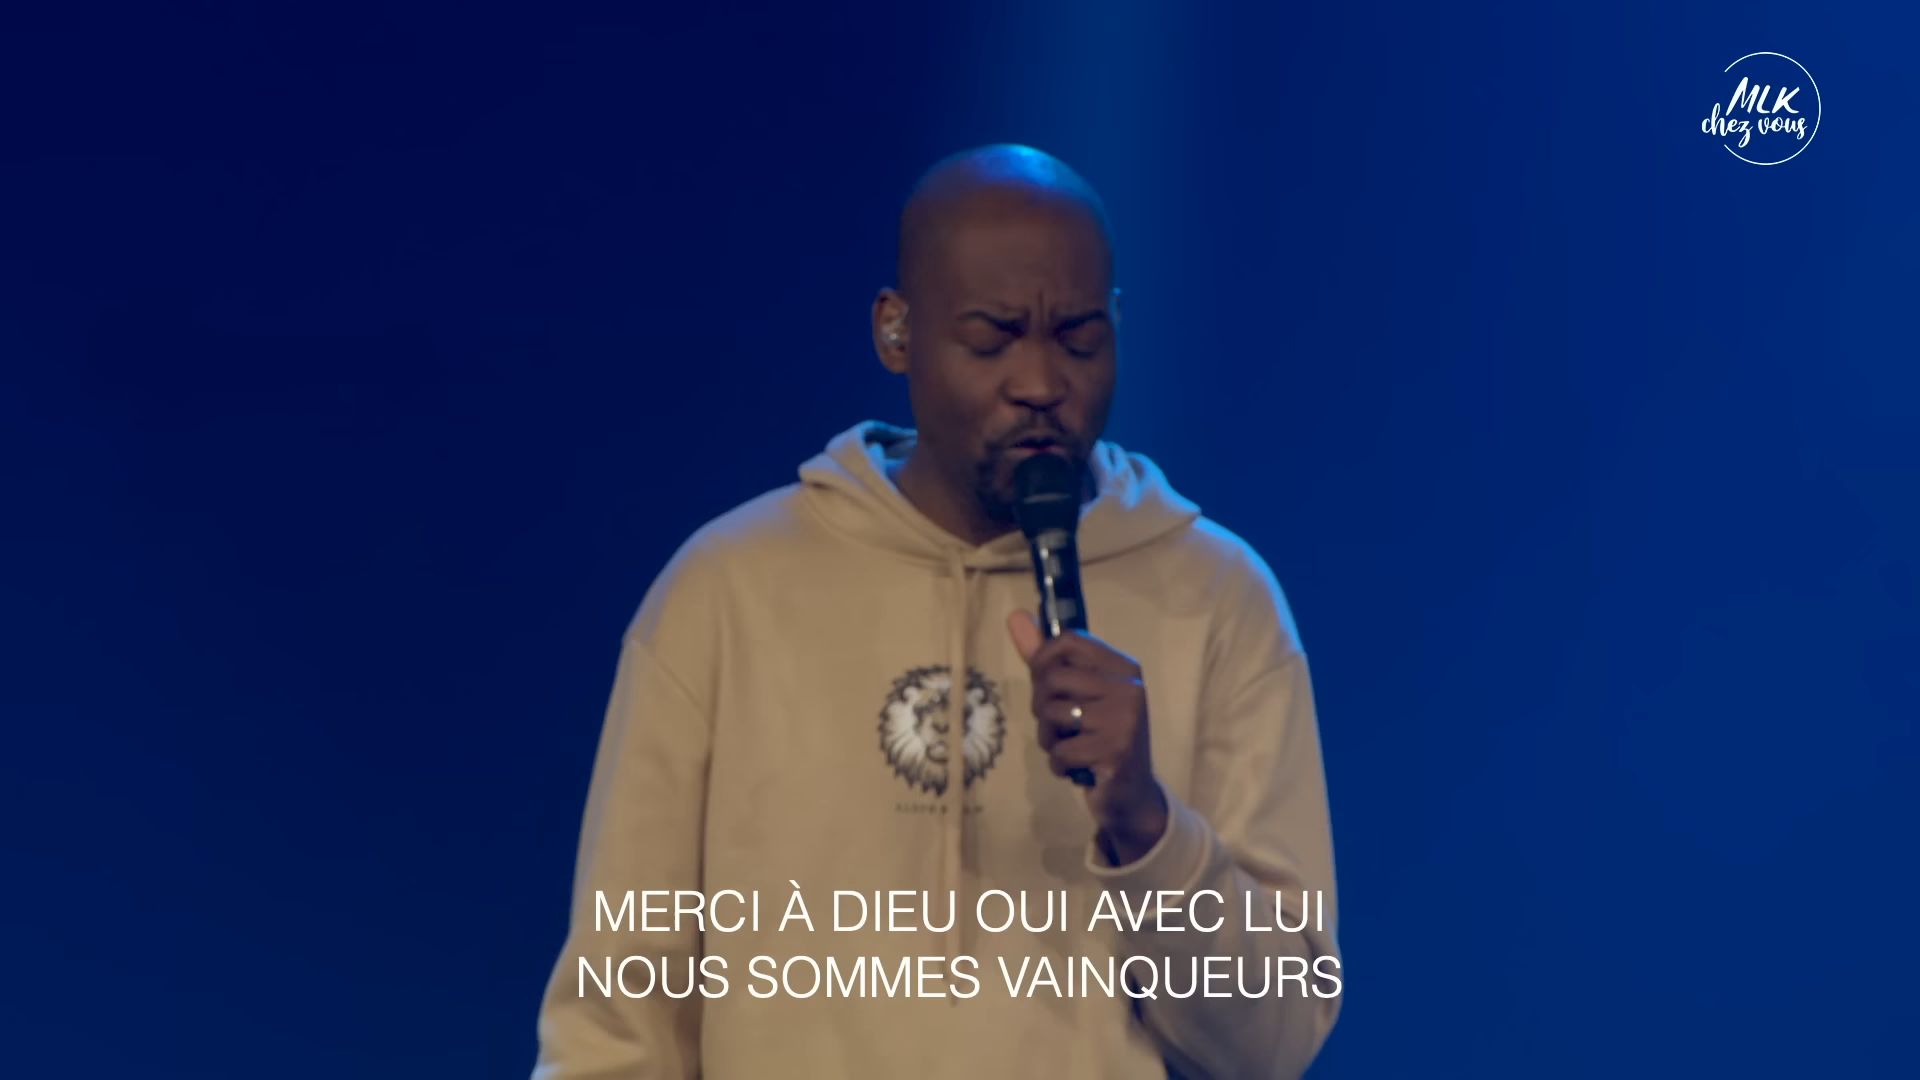 MLK
chez vous
MERCI À DIEU OUI AVEC LUI
NOUS SOMMES VAINQUEURS